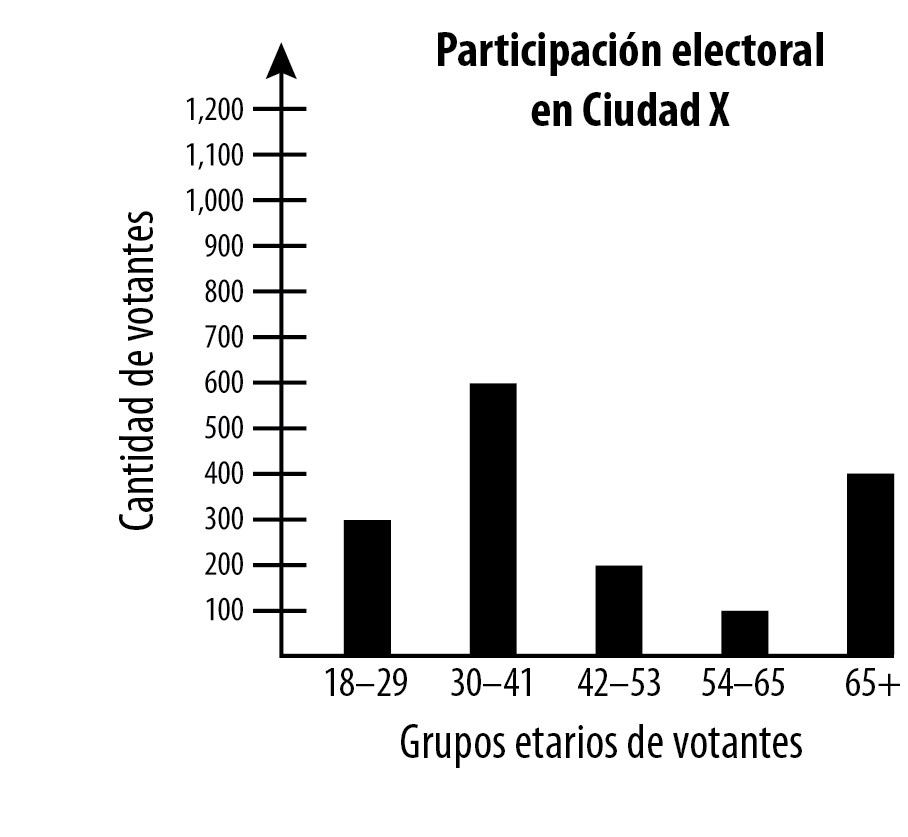 Participación electoral
en Ciudad X
Cantidad de votantes
1,200
1,100
1,000
900
800
700
600
500
400
300
200
100
18–29 30–41 42–53 54–65 65+
Grupos etarios de votantes